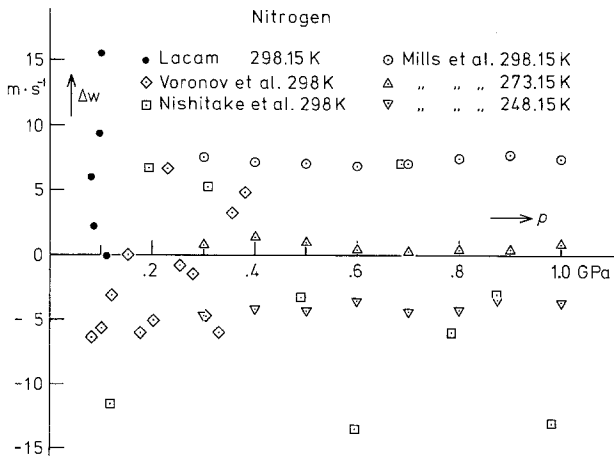 Nitrogen
15
m·s⁻¹
Δw
10
5
0
-5
-10
-15
• Lacam 298.15 K
◇ Voronov et al. 298 K
⊡ Nishitake et al. 298 K
⊙ Mills et al. 298.15 K
△ „ „ „ 273.15 K
▽ „ „ „ 248.15 K
p
.2 .4 .6 .8 1.0 GPa